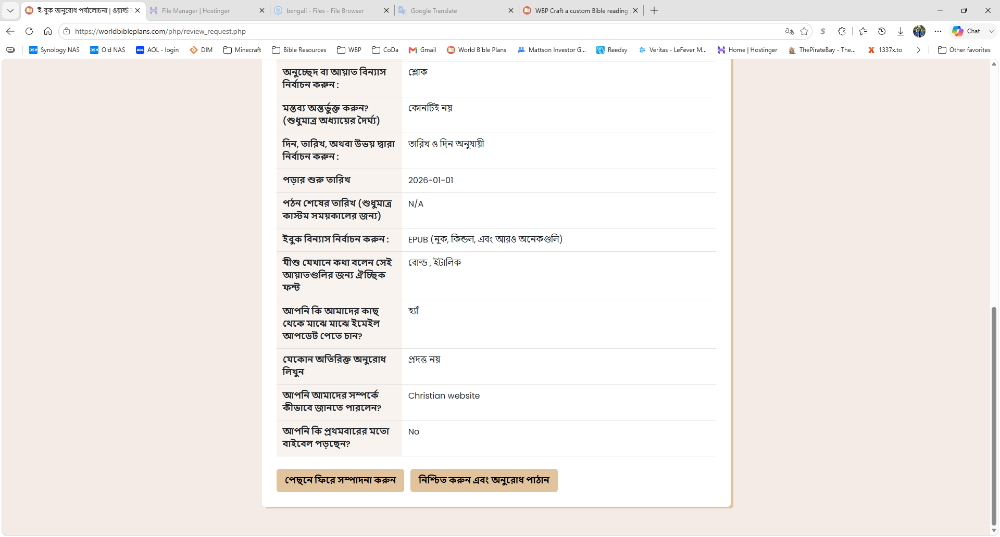 ই-বুক অনুরোধ পর্যালোচনা | ওয়ার্ল্ড
File Manager | Hostinger
bengali - Files - File Browser
Google Translate
WBP Craft a custom Bible reading
https://worldbibleplans.com/php/review_request.php
Chat
Synology NAS
Old NAS
AOL - login
DIM
Minecraft
Bible Resources
WBP
CoDa
Gmail
World Bible Plans
Mattson Investor G...
Reedsy
Veritas - LeFever M...
Home | Hostinger
ThePirateBay - The...
1337x.to
Other favorites
অনুচ্ছেদ বা আয়াত বিন্যাস
নির্বাচন করুন :
শ্লোক
মন্তব্য অন্তর্ভুক্ত করুন?
(শুধুমাত্র অধ্যায়ের দৈর্ঘ্য)
কোনটিই নয়
দিন, তারিখ, অথবা উভয় দ্বারা
নির্বাচন করুন :
তারিখ ও দিন অনুযায়ী
পড়ার শুরু তারিখ
2026-01-01
পঠন শেষের তারিখ (শুধুমাত্র
কাস্টম সময়কালের জন্য)
N/A
ইবুক বিন্যাস নির্বাচন করুন :
EPUB (নুক, কিন্ডল, এবং আরও অনেকগুলি)
যীশু যেখানে কথা বলেন সেই
আয়াতগুলির জন্য ঐচ্ছিক
ফন্ট
বোল্ড , ইটালিক
আপনি কি আমাদের কাছ
থেকে মাঝে মাঝে ইমেইল
আপডেট পেতে চান?
হ্যাঁ
যেকোন অতিরিক্ত অনুরোধ
লিখুন
প্রদত্ত নয়
আপনি আমাদের সম্পর্কে
কীভাবে জানতে পারলেন?
Christian website
আপনি কি প্রথমবারের মতো
বাইবেল পড়ছেন?
No
পেছনে ফিরে সম্পাদনা করুন
নিশ্চিত করুন এবং অনুরোধ পাঠান